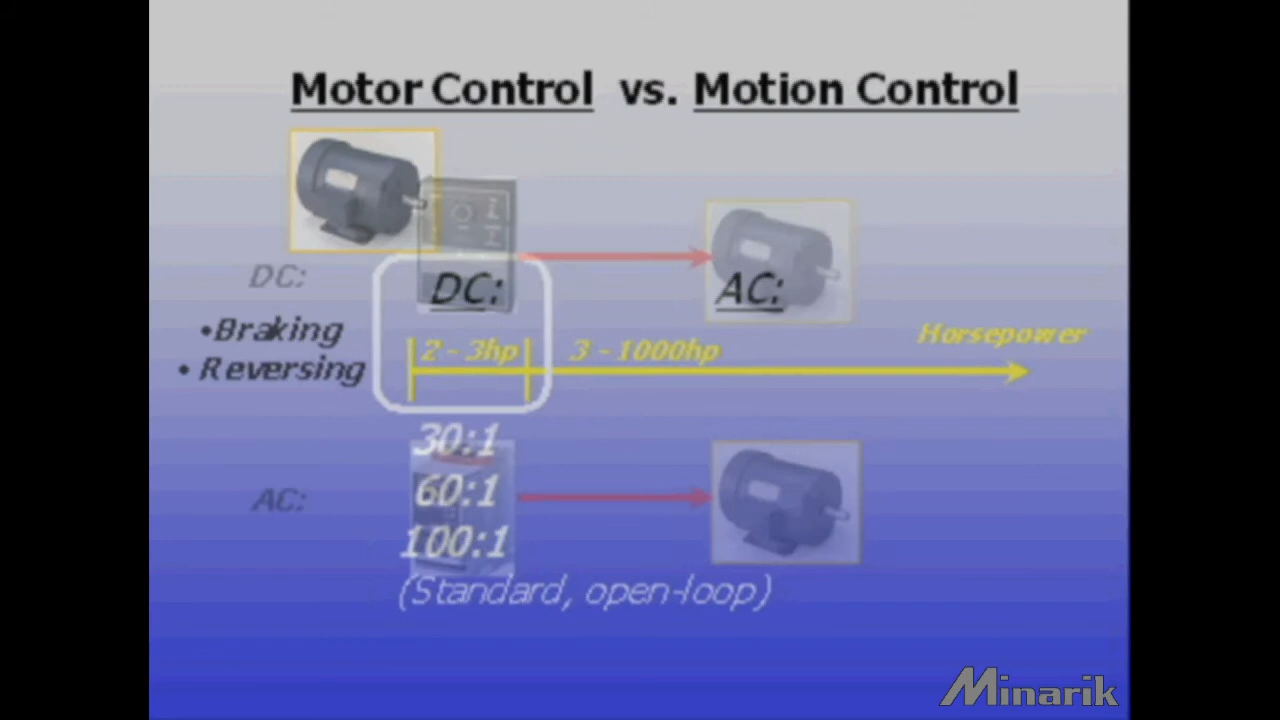 Motor Control vs. Motion Control
DC:
DC:
AC:
•Braking
• Reversing
2 - 3hp
3 - 1000hp
Horsepower
30:1
60:1
100:1
AC:
(Standard, open-loop)
Minarik